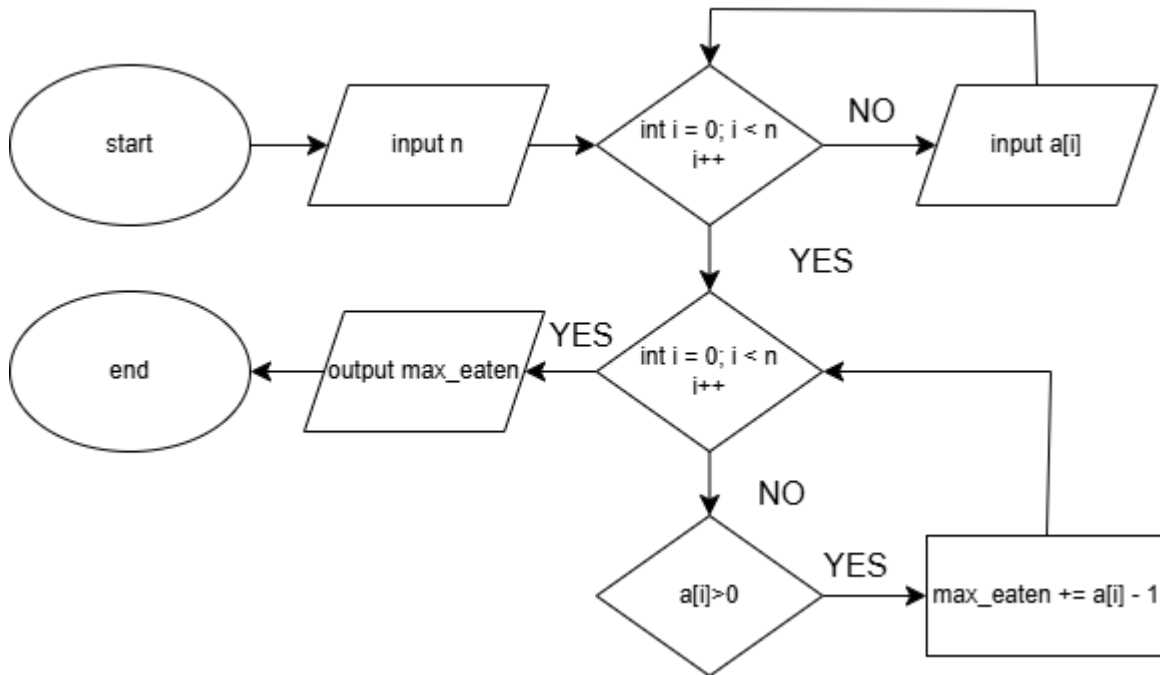 start
input n
int i = 0; i < n
i++
NO
input a[i]
YES
end
output max_eaten
YES
int i = 0; i < n
i++
NO
a[i]>0
YES
max_eaten += a[i] - 1